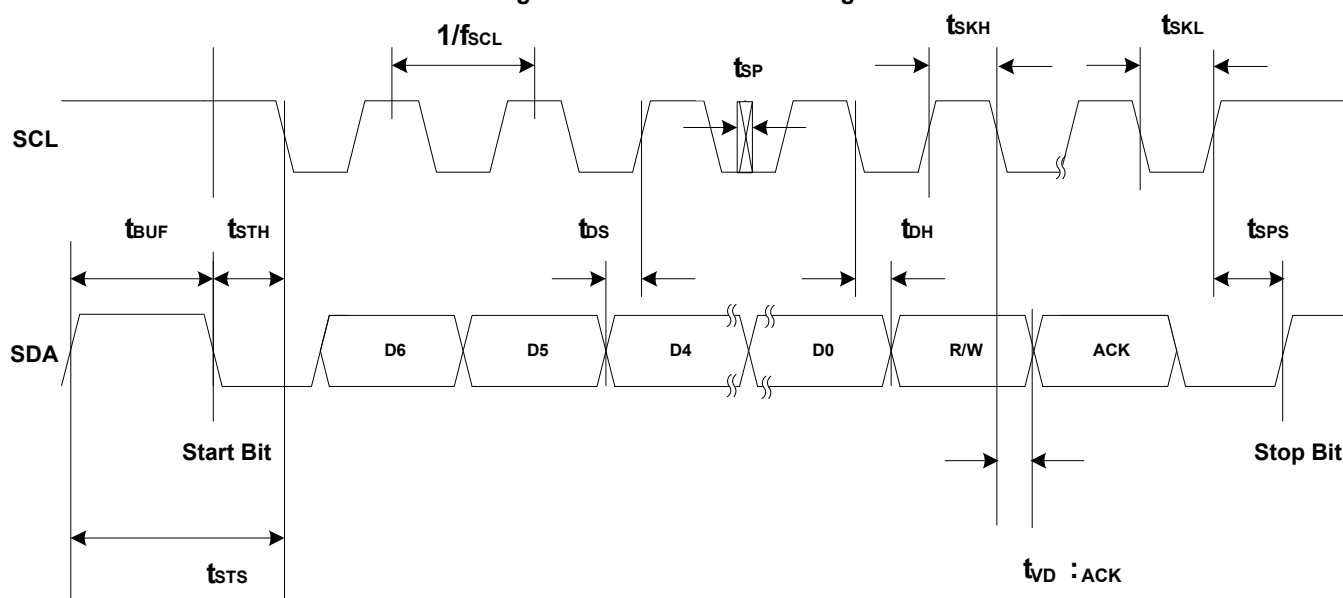 1/fSCL
tSKH
tSKL
tSP
SCL
tBUF
tSTH
tDS
tDH
tSPS
SDA
D6
D5
D4
D0
R/W
ACK
Start Bit
Stop Bit
tSTS
tVD :ACK